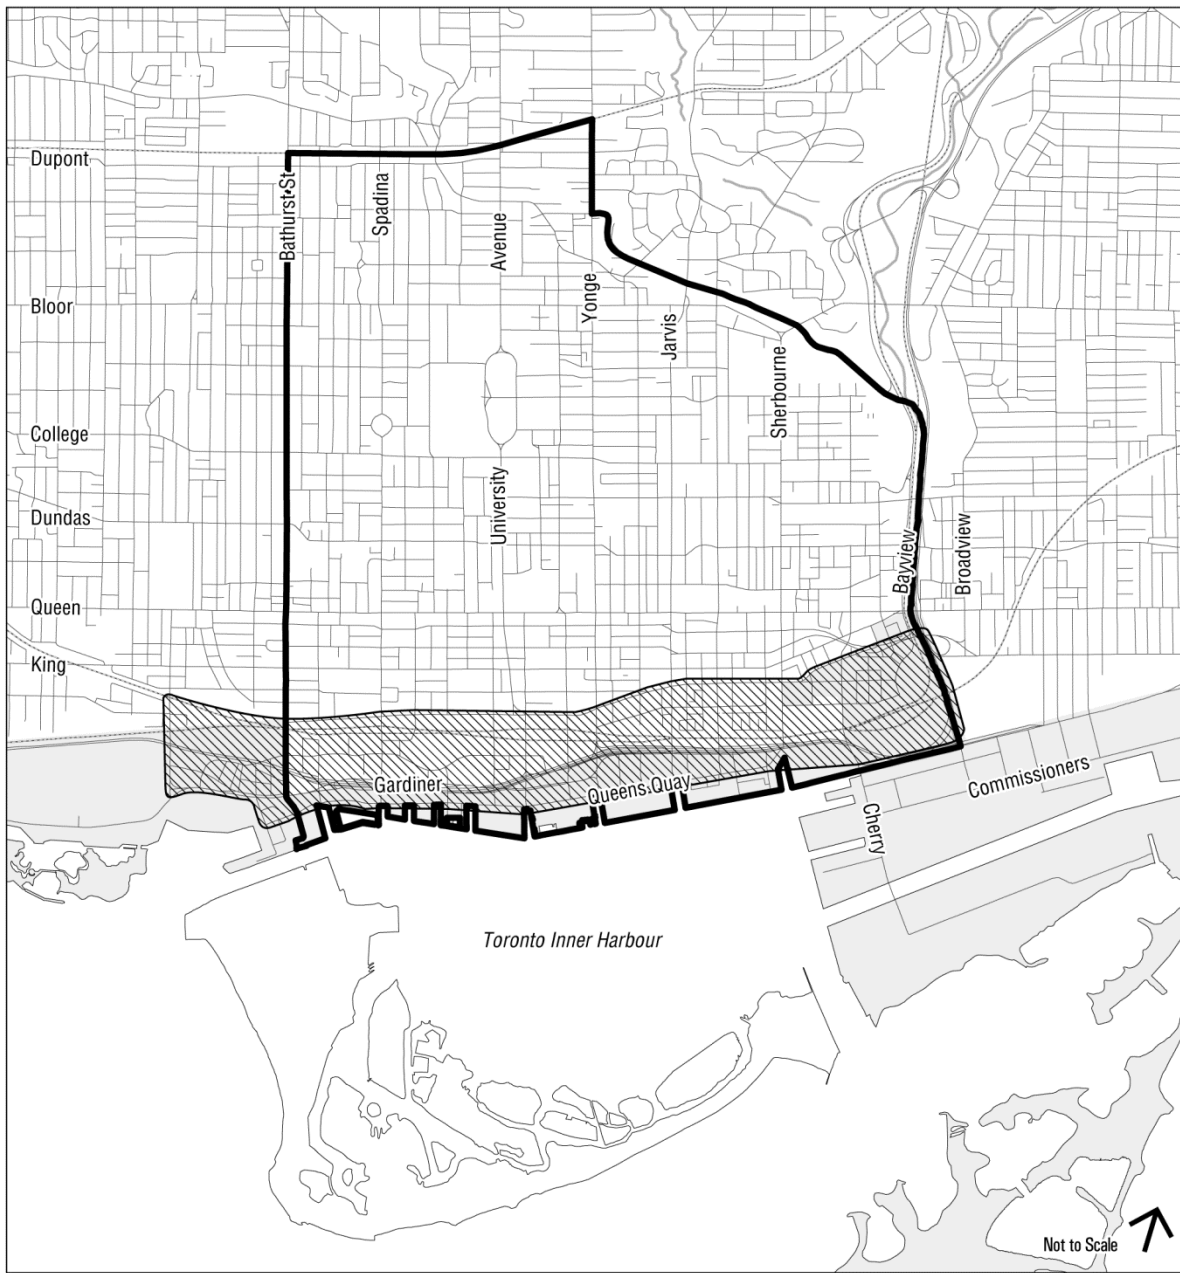 Dupont
Bathurst St
Spadina
Avenue
Yonge
Bloor
Jarvis
Sherbourne
College
University
Dundas
Bayview
Broadview
Queen
King
Gardiner
Queens Quay
Commissioners
Cherry
Toronto Inner Harbour
Not to Scale